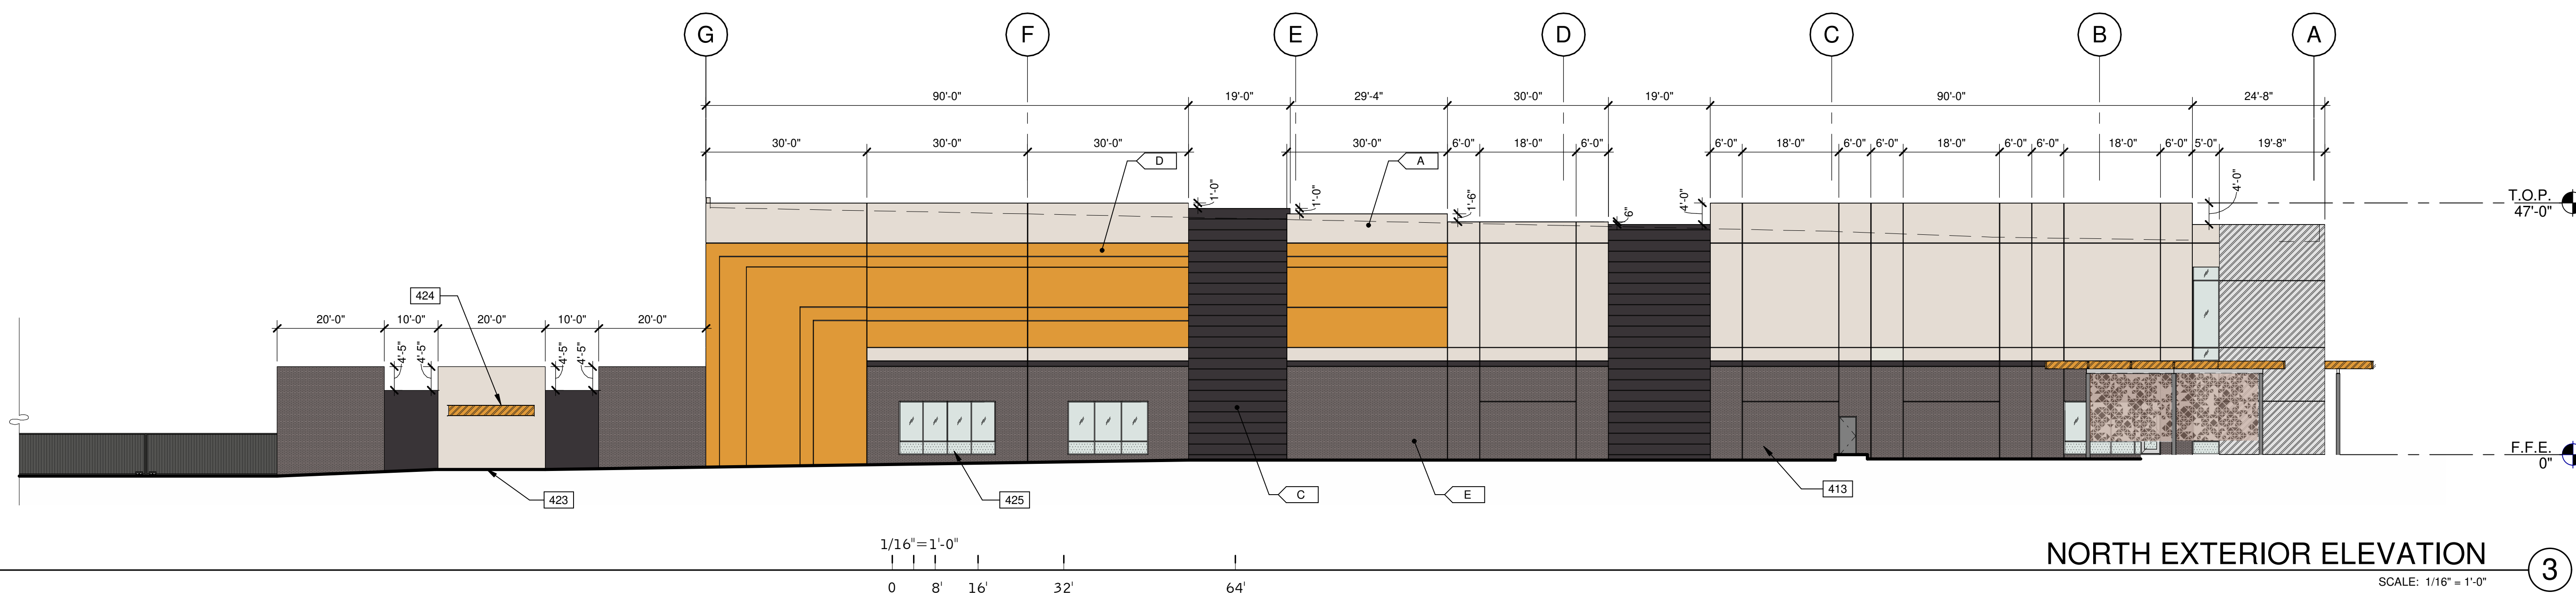 G F E D C B A
90'-0" 19'-0" 29'-4" 30'-0" 19'-0" 90'-0" 24'-8"
30'-0" 30'-0" 30'-0" 30'-0" 6'-0" 18'-0" 6'-0" 6'-0" 18'-0" 6'-0" 6'-0" 18'-0" 6'-0" 6'-0" 18'-0" 6'-0" 5'-0" 19'-8"
D A
1'-0" 1'-0" 1'-6" 6" 4'-0" 4'-0"
T.O.P.
47'-0"
424
20'-0" 10'-0" 20'-0" 10'-0" 20'-0"
4'-5" 4'-5" 4'-5" 4'-5"
F.F.E.
0"
423 425 C E 413
1/16"=1'-0"
0 8' 16' 32' 64'
NORTH EXTERIOR ELEVATION
SCALE: 1/16" = 1'-0"
3